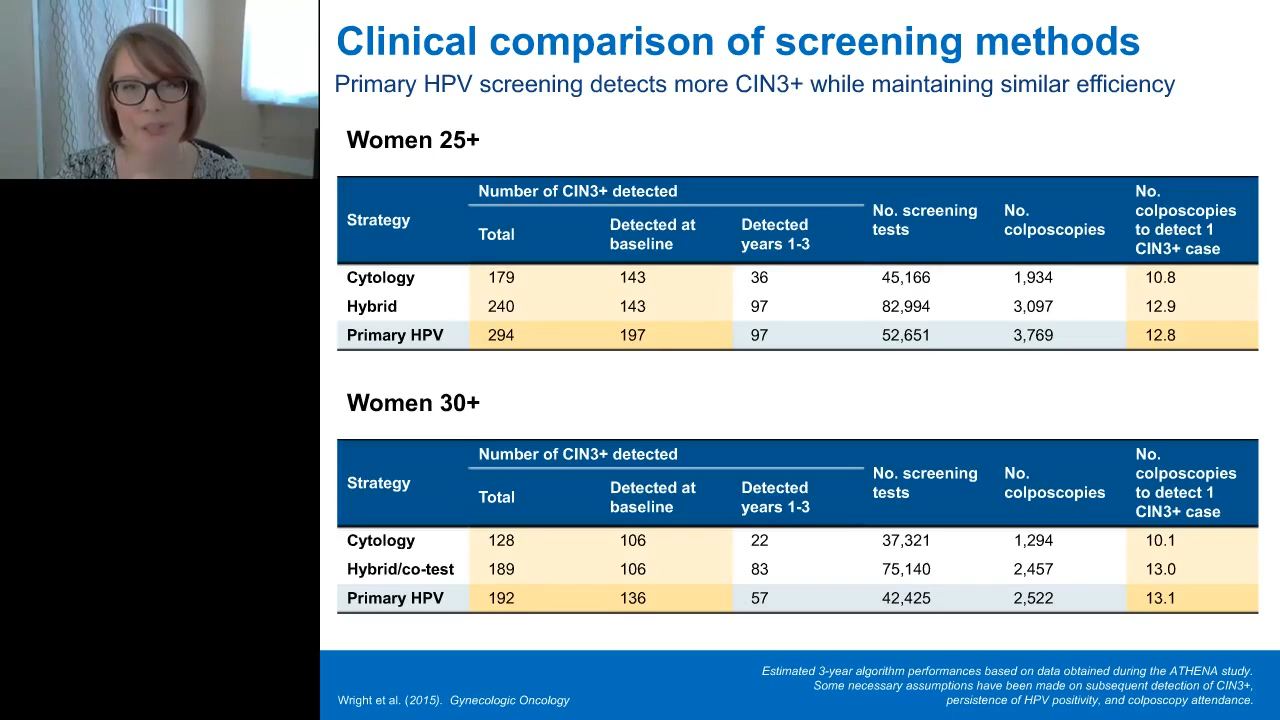 Clinical comparison of screening methods
Primary HPV screening detects more CIN3+ while maintaining similar efficiency
Women 25+
Strategy
Number of CIN3+ detected
Total
Detected at
baseline
Detected
years 1-3
No. screening
tests
No.
colposcopies
No.
colposcopies
to detect 1
CIN3+ case
Cytology 179 143 36 45,166 1,934 10.8
Hybrid 240 143 97 82,994 3,097 12.9
Primary HPV 294 197 97 52,651 3,769 12.8
Women 30+
Strategy
Number of CIN3+ detected
Total
Detected at
baseline
Detected
years 1-3
No. screening
tests
No.
colposcopies
No.
colposcopies
to detect 1
CIN3+ case
Cytology 128 106 22 37,321 1,294 10.1
Hybrid/co-test 189 106 83 75,140 2,457 13.0
Primary HPV 192 136 57 42,425 2,522 13.1
Estimated 3-year algorithm performances based on data obtained during the ATHENA study.
Some necessary assumptions have been made on subsequent detection of CIN3+,
persistence of HPV positivity, and colposcopy attendance.
Wright et al. (2015). Gynecologic Oncology